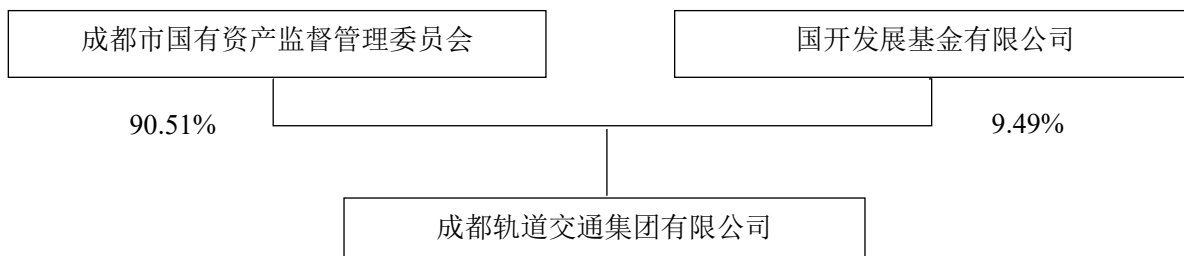 成都市国有资产监督管理委员会
国开发展基金有限公司
90.51%
9.49%
成都轨道交通集团有限公司